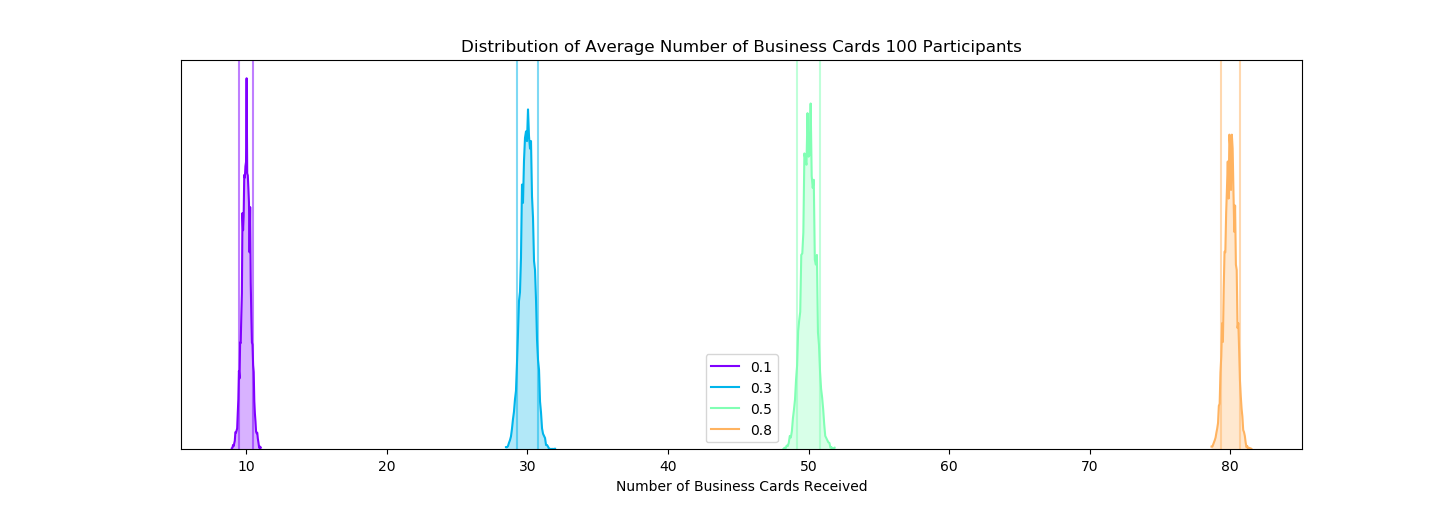 Distribution of Average Number of Business Cards 100 Participants
0.1
0.3
0.5
0.8
10 20 30 40 50 60 70 80
Number of Business Cards Received